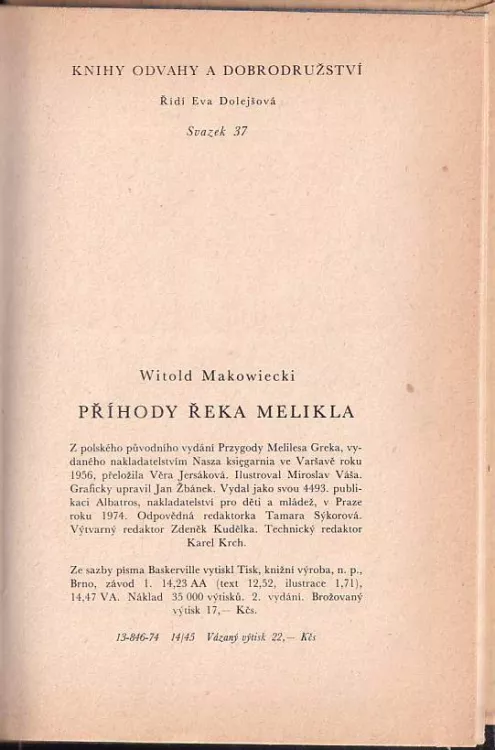 KNIHY ODVAHY A DOBRODRUŽSTVÍ
Řídí Eva Dolejšová
Svazek 37
Witold Makowiecki
PŘÍHODY ŘEKA MELIKLA
Z polského původního vydání Przygody Melilesa Greka, vy-
daného nakladatelstvím Nasza księgarnia ve Varšavě roku
1956, přeložila Věra Jersáková. Ilustroval Miroslav Váša.
Graficky upravil Jan Žbánek. Vydal jako svou 4493. publi-
kaci Albatros, nakladatelství pro děti a mládež, v Praze
roku 1974. Odpovědná redaktorka Tamara Sýkorová.
Výtvarný redaktor Zdeněk Kudělka. Technický redaktor
Karel Krch.
Ze sazby písma Baskerville vytiskl Tisk, knižní výroba, n. p.,
Brno, závod 1. 14,23 AA (text 12,52, ilustrace 1,71),
14,47 VA. Náklad 35 000 výtisků. 2. vydání. Brožovaný
výtisk 17,— Kčs.
13-846-74 14/45 Vázaný výtisk 22,— Kčs